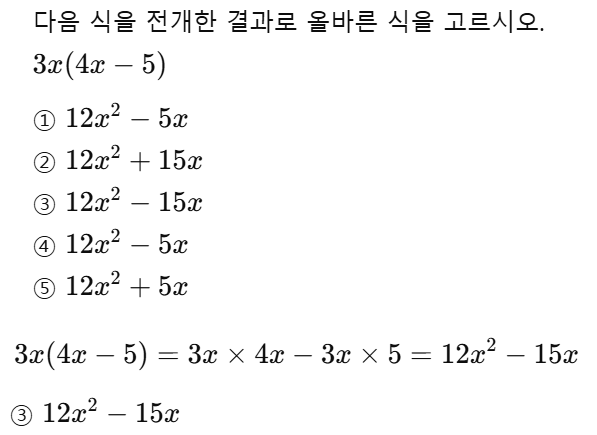 다음 식을 전개한 결과로 올바른 식을 고르시오.
3x(4x − 5)
① 12x² − 5x
② 12x² + 15x
③ 12x² − 15x
④ 12x² − 5x
⑤ 12x² + 5x
3x(4x − 5) = 3x × 4x − 3x × 5 = 12x² − 15x
③ 12x² − 15x